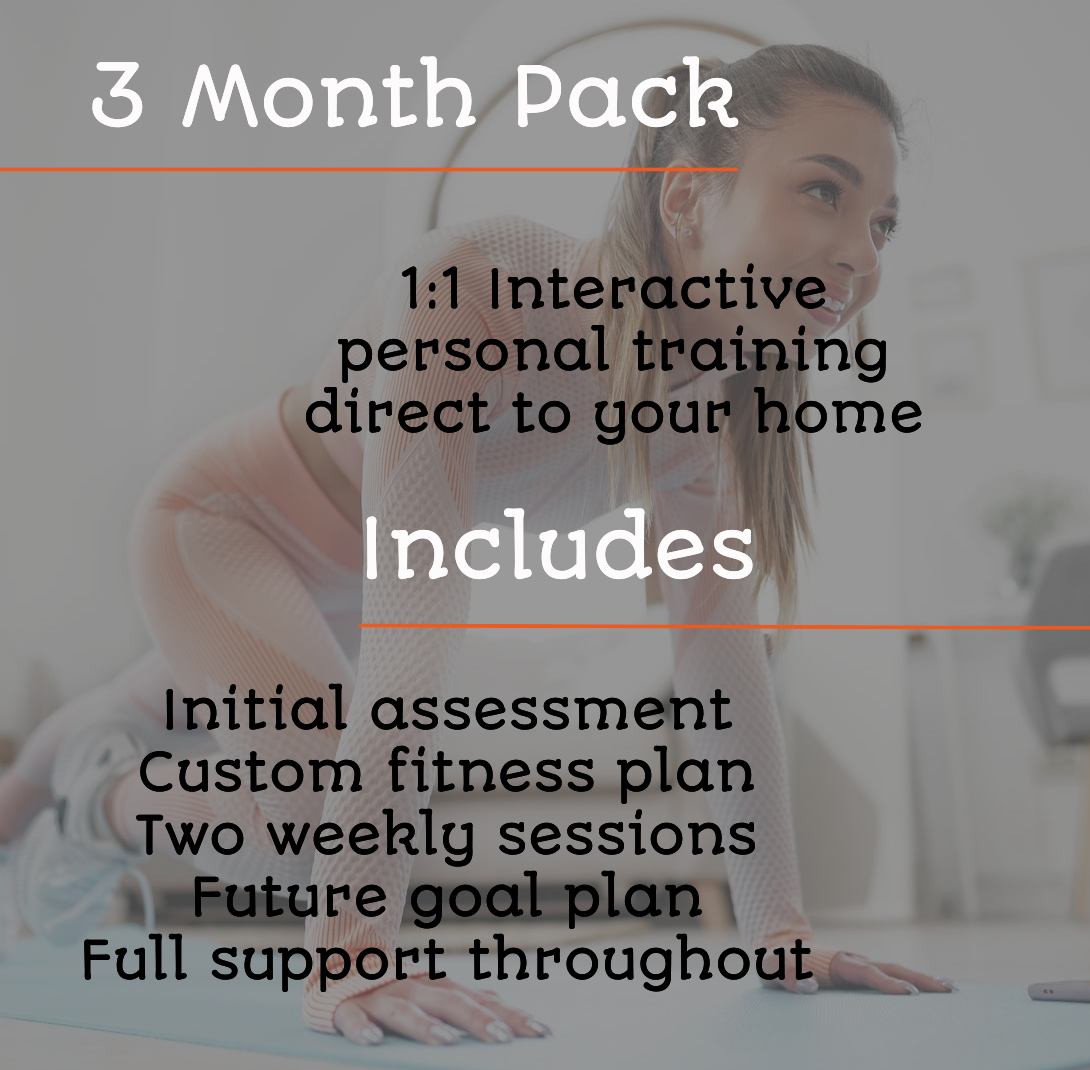 3 Month Pack
1:1 Interactive
personal training
direct to your home
Includes
Initial assessment
Custom fitness plan
Two weekly sessions
Future goal plan
Full support throughout